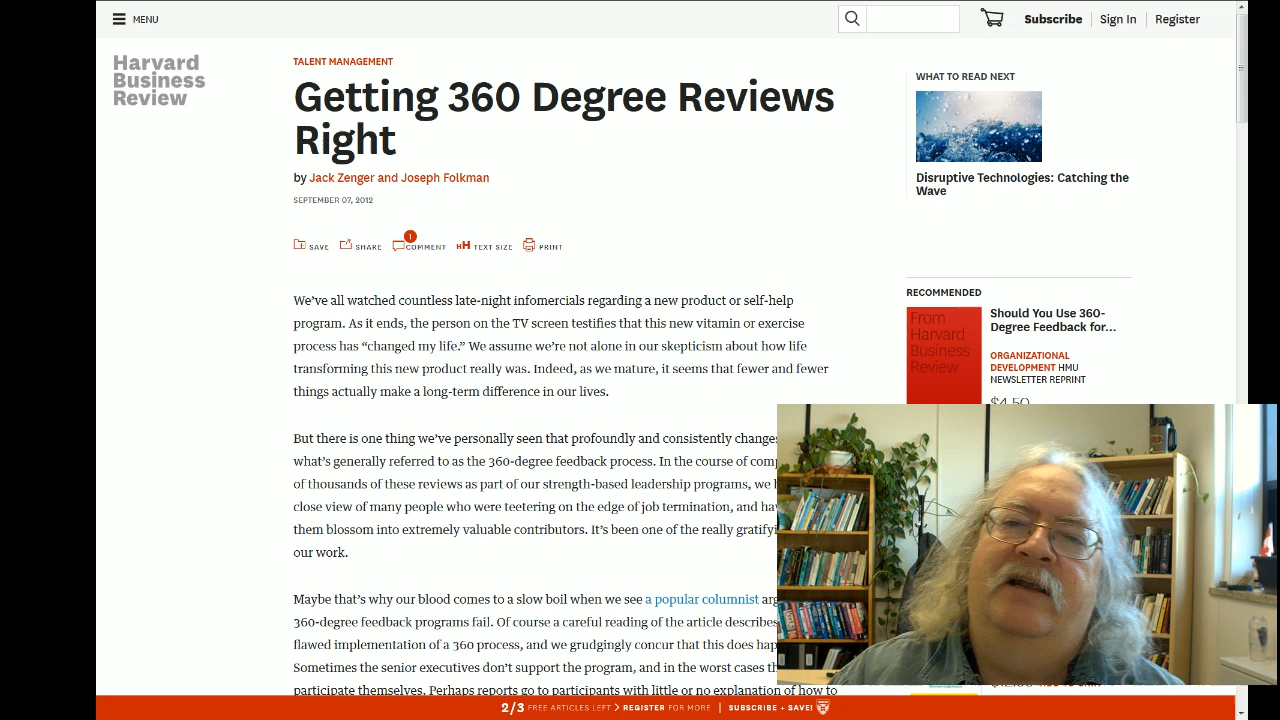 MENU
Subscribe
Sign In
Register
Harvard
Business
Review
TALENT MANAGEMENT
Getting 360 Degree Reviews
Right
by Jack Zenger and Joseph Folkman
SEPTEMBER 07, 2012
SAVE
SHARE
1
COMMENT
TEXT SIZE
PRINT
We’ve all watched countless late-night infomercials regarding a new product or self-help
program. As it ends, the person on the TV screen testifies that this new vitamin or exercise
process has “changed my life.” We assume we’re not alone in our skepticism about how life
transforming this new product really was. Indeed, as we mature, it seems that fewer and fewer
things actually make a long-term difference in our lives.
But there is one thing we’ve personally seen that profoundly and consistently changes
what’s generally referred to as the 360-degree feedback process. In the course of
of thousands of these reviews as part of our strength-based leadership programs, we
close view of many people who were teetering on the edge of job termination, and
them blossom into extremely valuable contributors. It’s been one of the really
our work.
Maybe that’s why our blood comes to a slow boil when we see a popular columnist
360-degree feedback programs fail. Of course a careful reading of the article describes
flawed implementation of a 360 process, and we grudgingly concur that this does
Sometimes the senior executives don’t support the program, and in the worst cases
participate themselves. Perhaps reports go to participants with little or no explanation of how to
WHAT TO READ NEXT
Disruptive Technologies: Catching the
Wave
RECOMMENDED
From
Harvard
Business
Review
Should You Use 360-
Degree Feedback for...
ORGANIZATIONAL
DEVELOPMENT HMU
NEWSLETTER REPRINT
$4.50
2/3 FREE ARTICLES LEFT > REGISTER FOR MORE | SUBSCRIBE + SAVE!